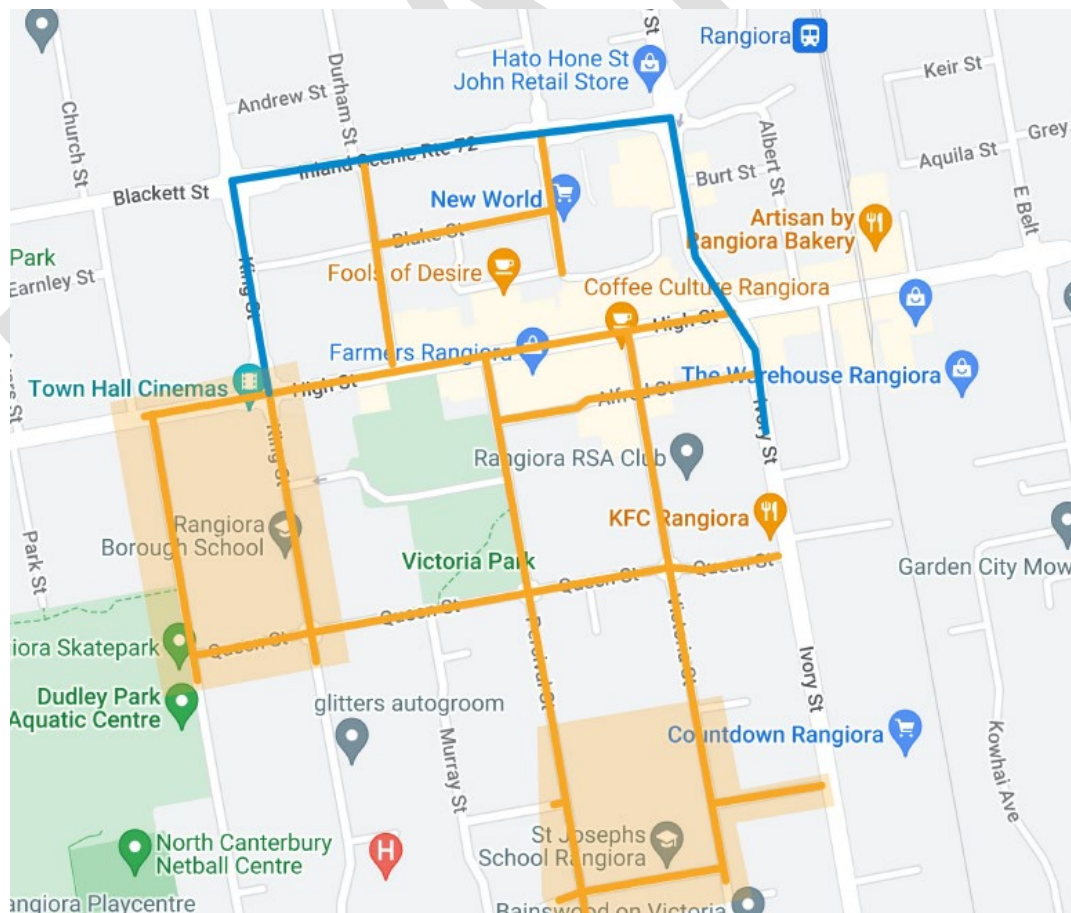 y St
Rangiora
Keir St
Hato Hone St
John Retail Store
Church St
Durham St
Andrew St
Albert St
Grey
Inland Scenic Rte 72
Aquila St
Burt St
Blackett St
New World
E Belt
Artisan by
Rangiora Bakery
Park
Earnley St
Blake St
King St
Fools of Desire
Coffee Culture Rangiora
High St
Farmers Rangiora
The Warehouse Rangiora
Town Hall Cinemas
High St
Alfred St
Ivory St
King St
Rangiora RSA Club
KFC Rangiora
Rangiora
Borough School
Park St
Victoria Park
Queen St
Queen St
Garden City Mow
Queen St
Queen St
iora Skatepark
Percival St
Victoria St
Ivory St
Dudley Park
Aquatic Centre
glitters autogroom
Murray St
Countdown Rangiora
Kowhai Ave
North Canterbury
Netball Centre
H
St Josephs
School Rangiora
angiora Playcentre
Bainswood on Victoria